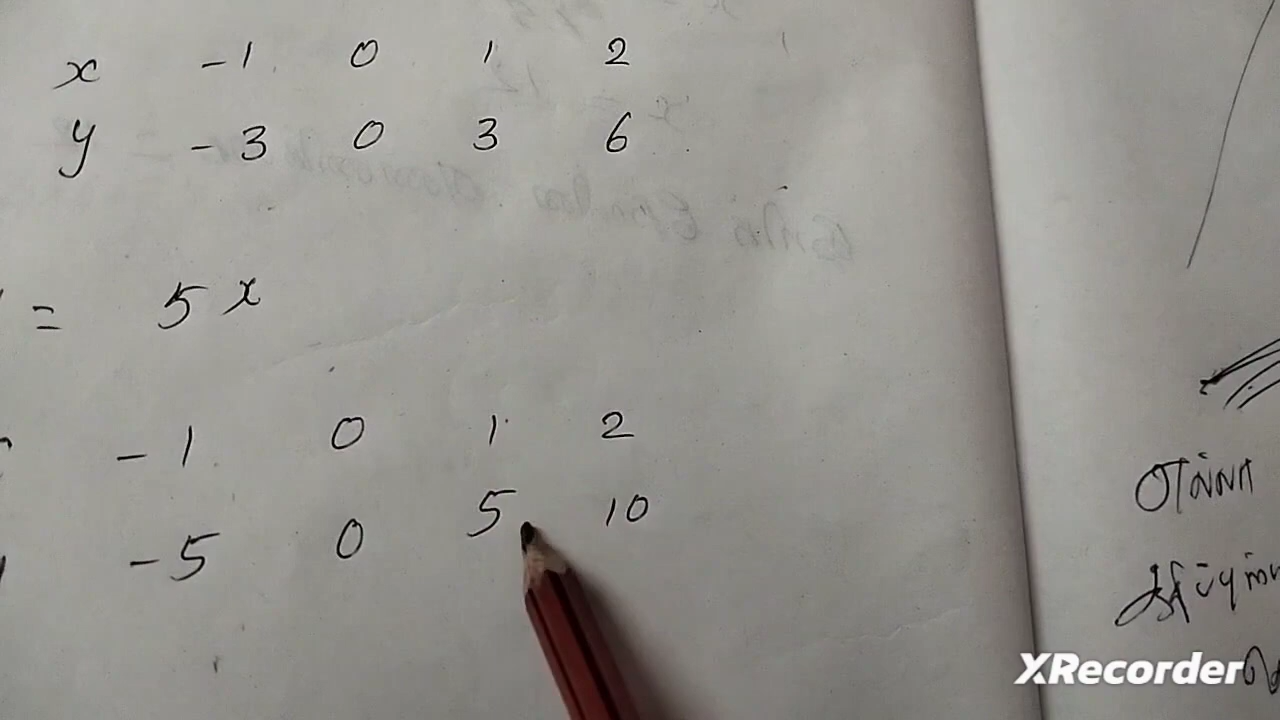 x -1 0 1 2
y -3 0 3 6
= 5x
-1 0 1 2
-5 0 5 10
XRecorder